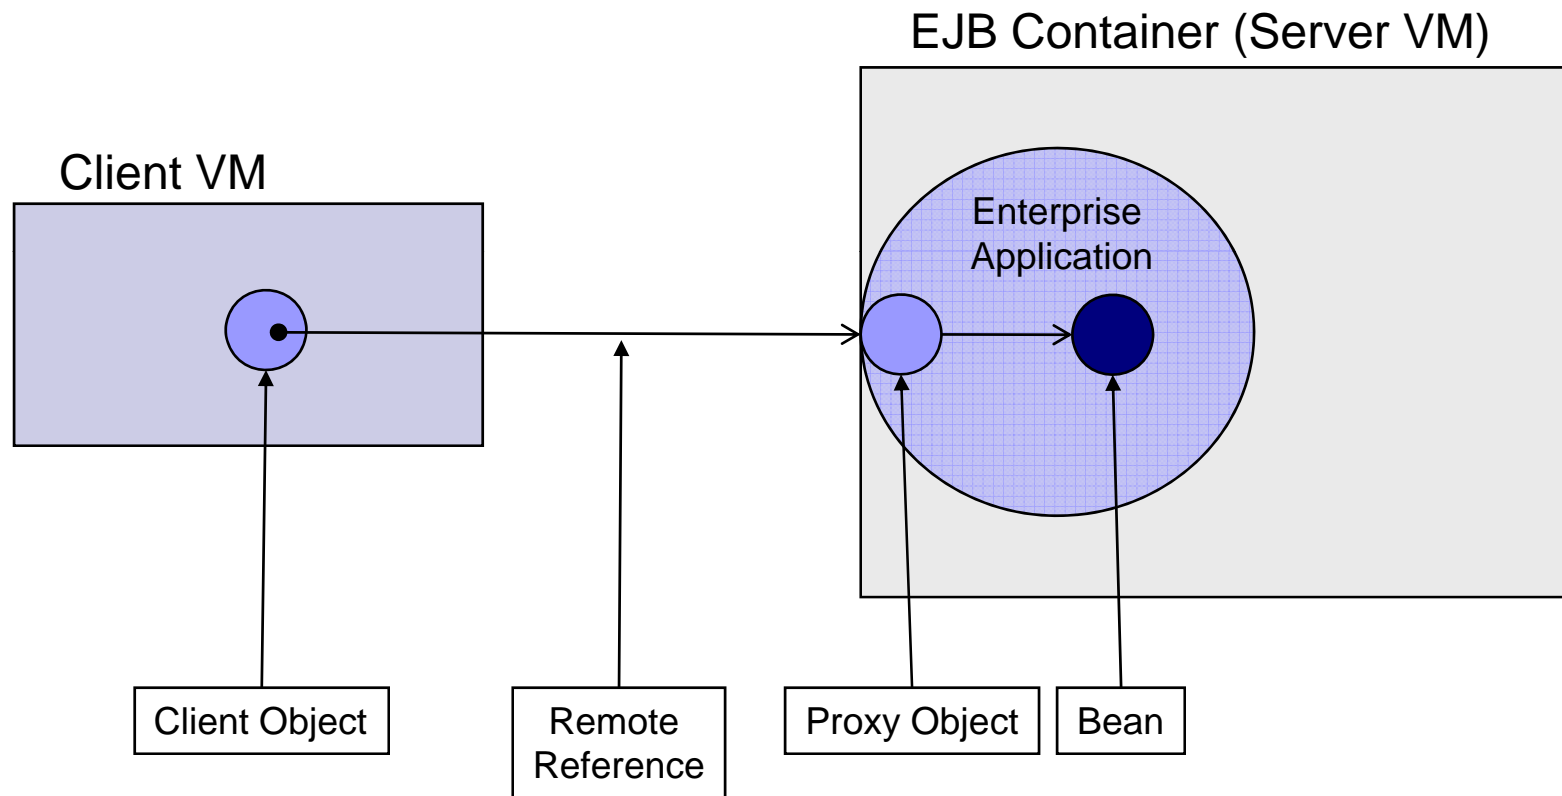 EJB Container (Server VM)
Client VM
Enterprise
Application
Client Object
Remote
Reference
Proxy Object
Bean